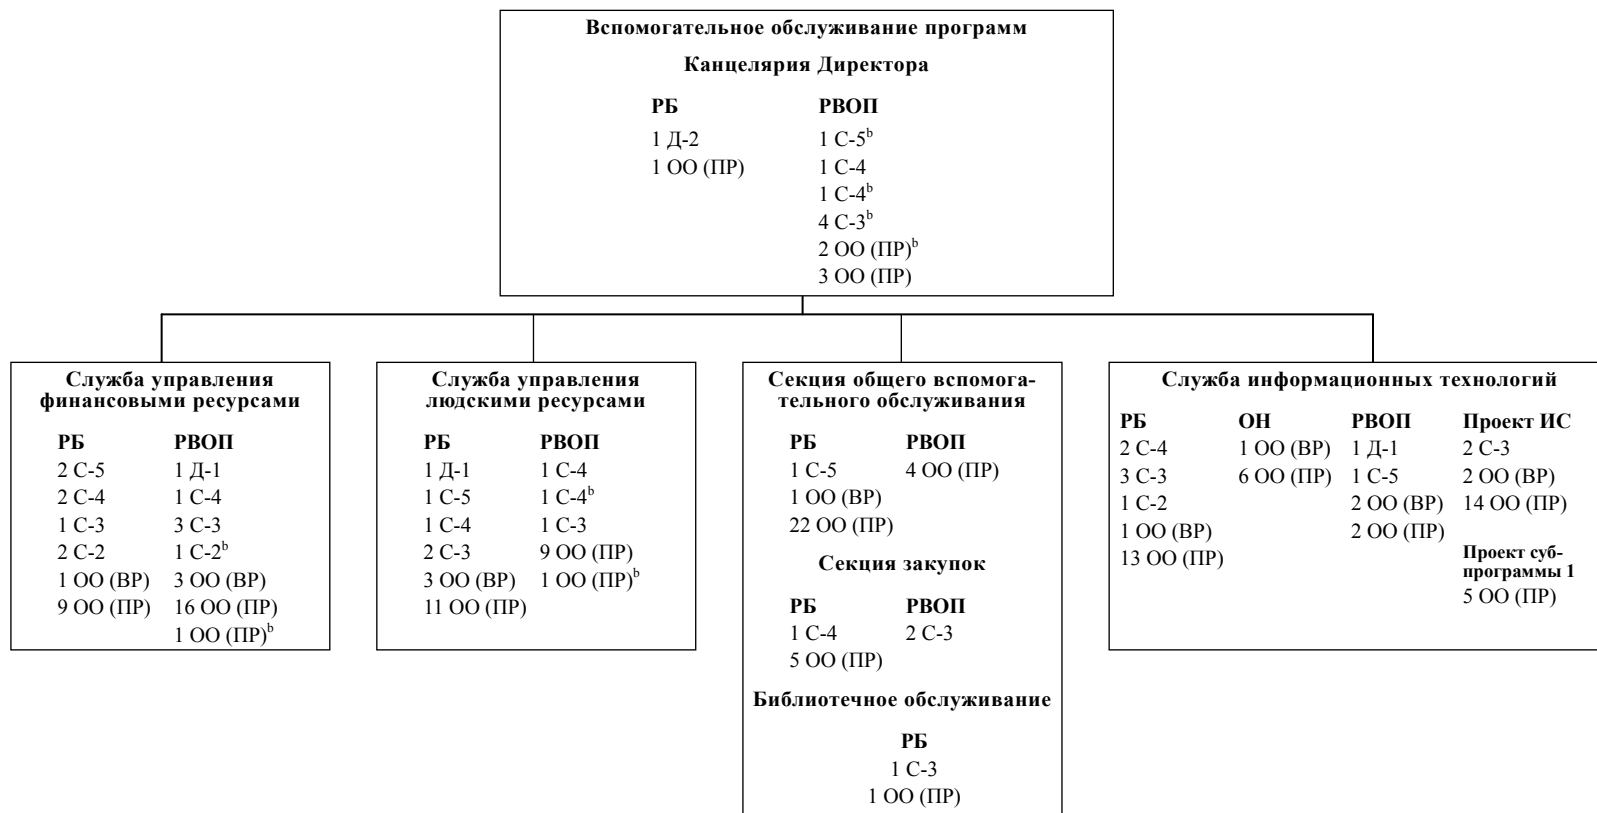 Вспомогательное обслуживание программ
Канцелярия Директора
РБ
1 Д-2
1 ОО (ПР)
РВОП
1 С-5ᵇ
1 С-4
1 С-4ᵇ
4 С-3ᵇ
2 ОО (ПР)ᵇ
3 ОО (ПР)
Служба управления
финансовыми ресурсами
РБ
2 С-5
2 С-4
1 С-3
2 С-2
1 ОО (ВР)
9 ОО (ПР)
РВОП
1 Д-1
1 С-4
3 С-3
1 С-2ᵇ
3 ОО (ВР)
16 ОО (ПР)
1 ОО (ПР)ᵇ
Служба управления
людскими ресурсами
РБ
1 Д-1
1 С-5
1 С-4
2 С-3
3 ОО (ВР)
11 ОО (ПР)
РВОП
1 С-4
1 С-4ᵇ
1 С-3
9 ОО (ПР)
1 ОО (ПР)ᵇ
Секция общего вспомога-
тельного обслуживания
РБ
1 С-5
1 ОО (ВР)
22 ОО (ПР)
РВОП
4 ОО (ПР)
Секция закупок
РБ
1 С-4
5 ОО (ПР)
РВОП
2 С-3
Библиотечное обслуживание
РБ
1 С-3
1 ОО (ПР)
Служба информационных технологий
РБ
2 С-4
3 С-3
1 С-2
1 ОО (ВР)
13 ОО (ПР)
ОН
1 ОО (ВР)
6 ОО (ПР)
РВОП
1 Д-1
1 С-5
2 ОО (ВР)
2 ОО (ПР)
Проект ИС
2 С-3
2 ОО (ВР)
14 ОО (ПР)
Проект суб-
программы 1
5 ОО (ПР)